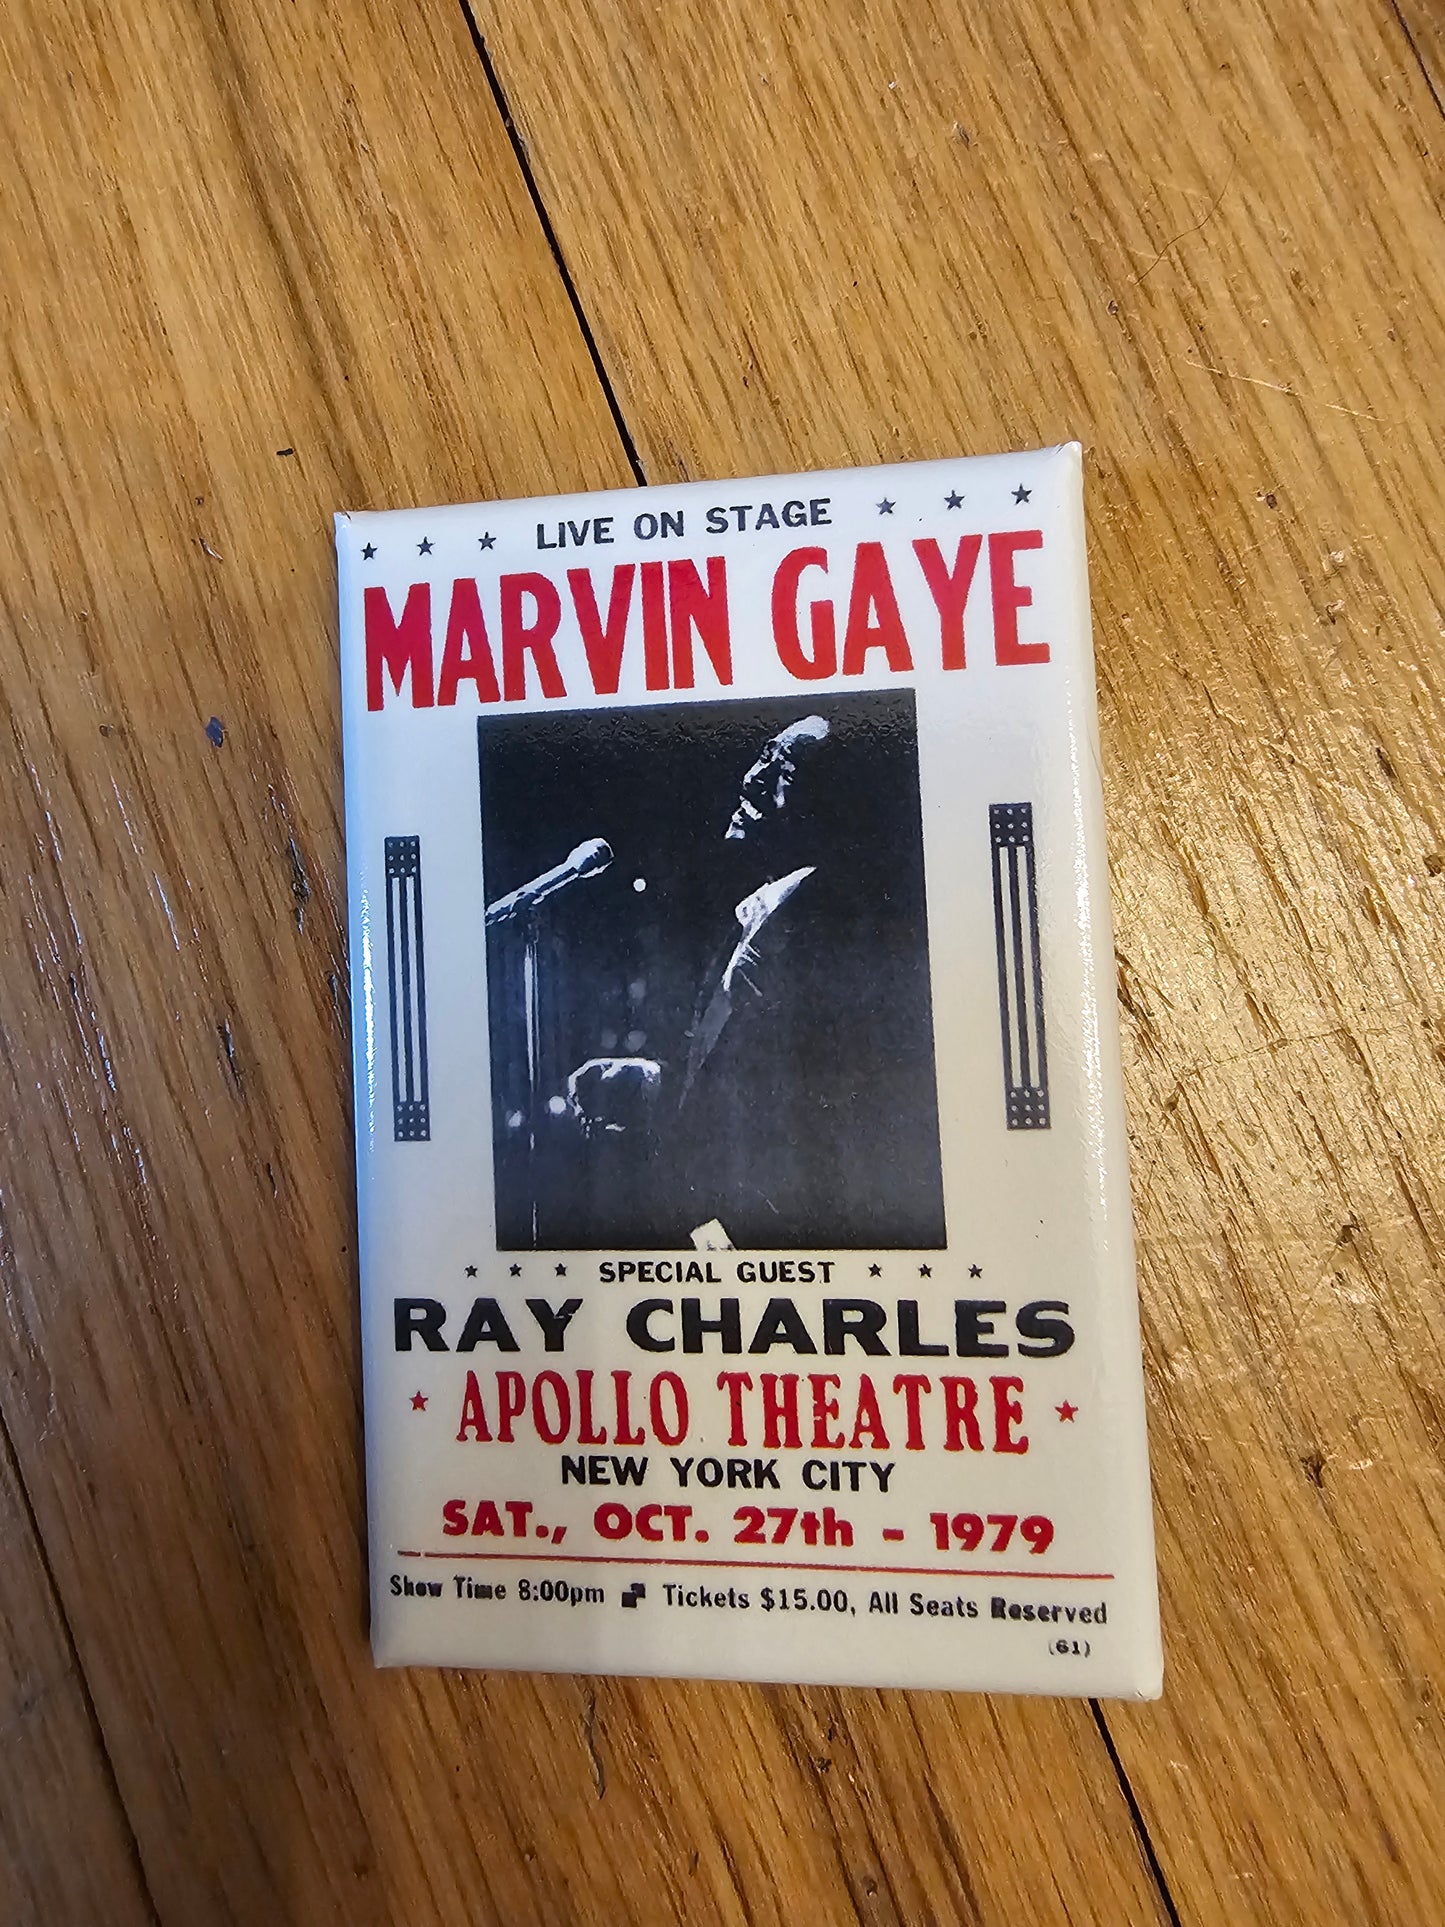 LIVE ON STAGE
MARVIN GAYE
SPECIAL GUEST
RAY CHARLES
APOLLO THEATRE
NEW YORK CITY
SAT., OCT. 27th - 1979
Show Time 8:00pm Tickets $15.00, All Seats Reserved
(61)